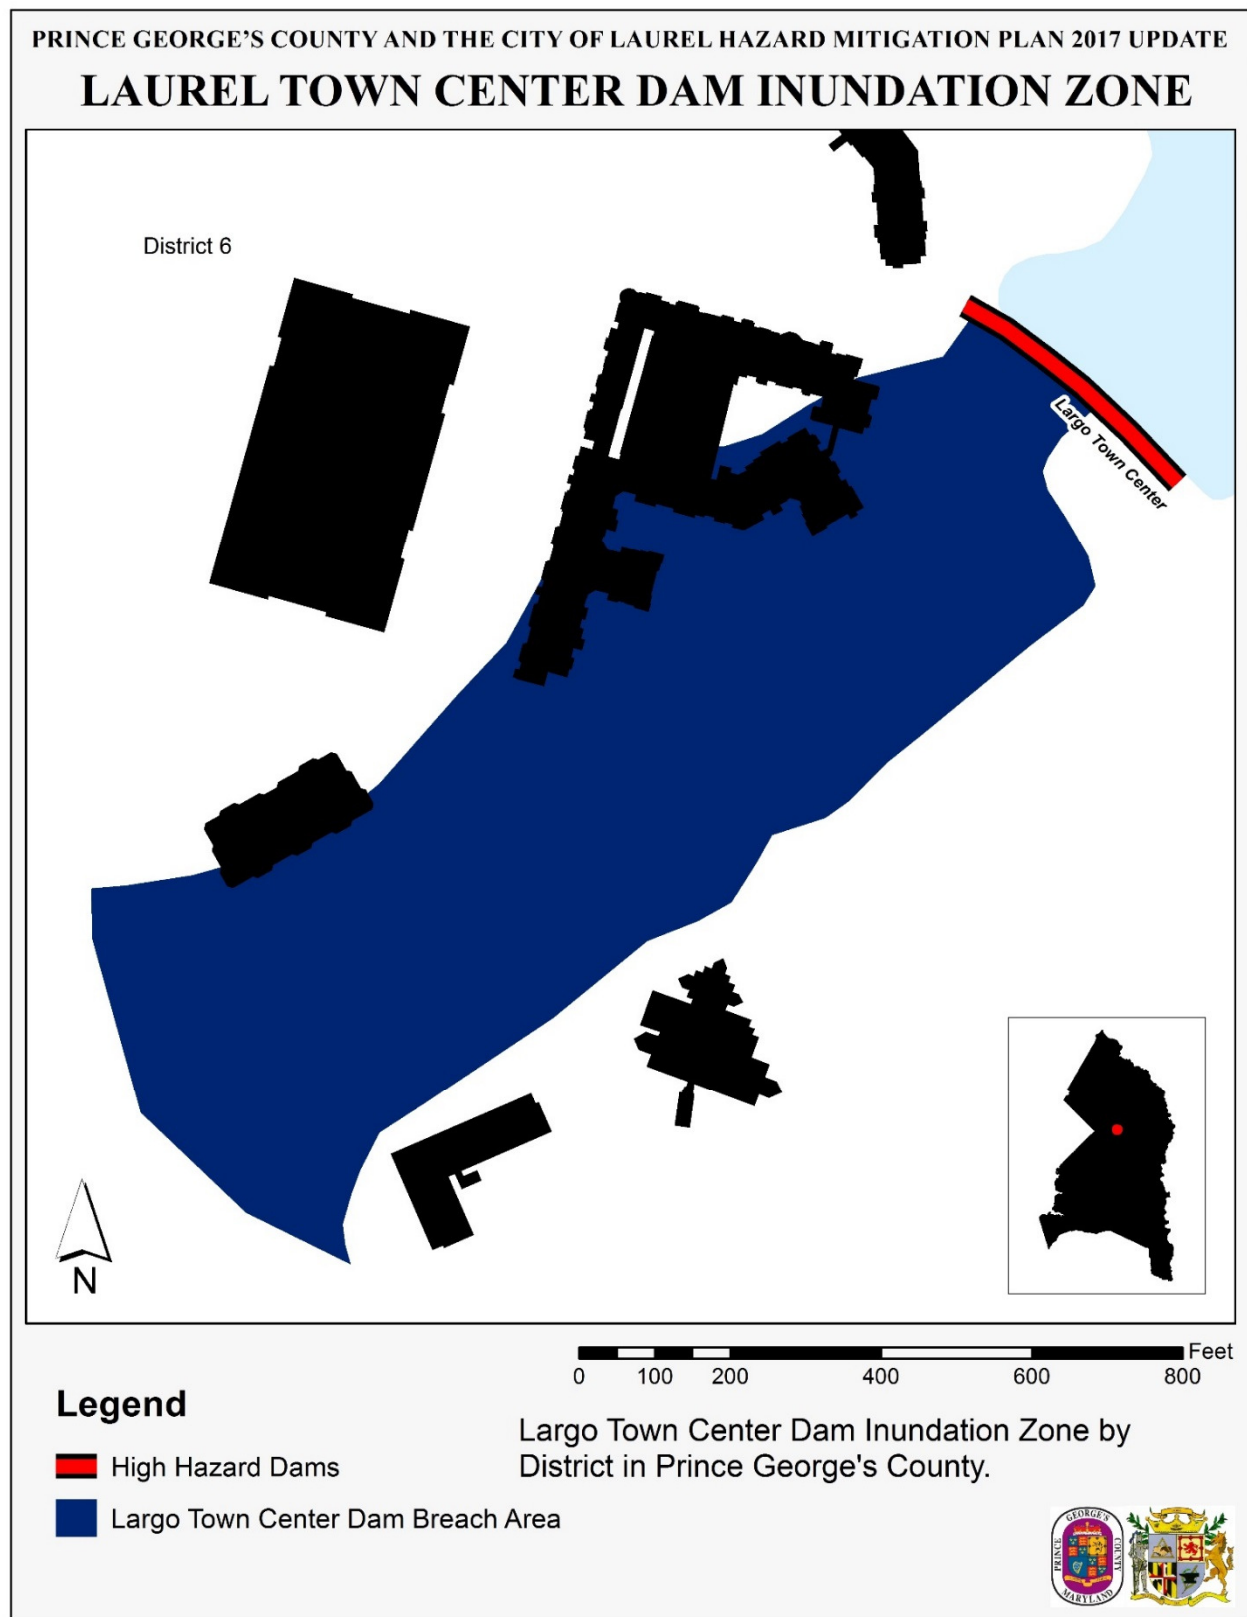 PRINCE GEORGE'S COUNTY AND THE CITY OF LAUREL HAZARD MITIGATION PLAN 2017 UPDATE
LAUREL TOWN CENTER DAM INUNDATION ZONE
District 6
Largo Town Center
N
Feet
0 100 200 400 600 800
Legend
High Hazard Dams
Largo Town Center Dam Breach Area
Largo Town Center Dam Inundation Zone by
District in Prince George's County.
PRINCE GEORGE'S COUNTY
MARYLAND